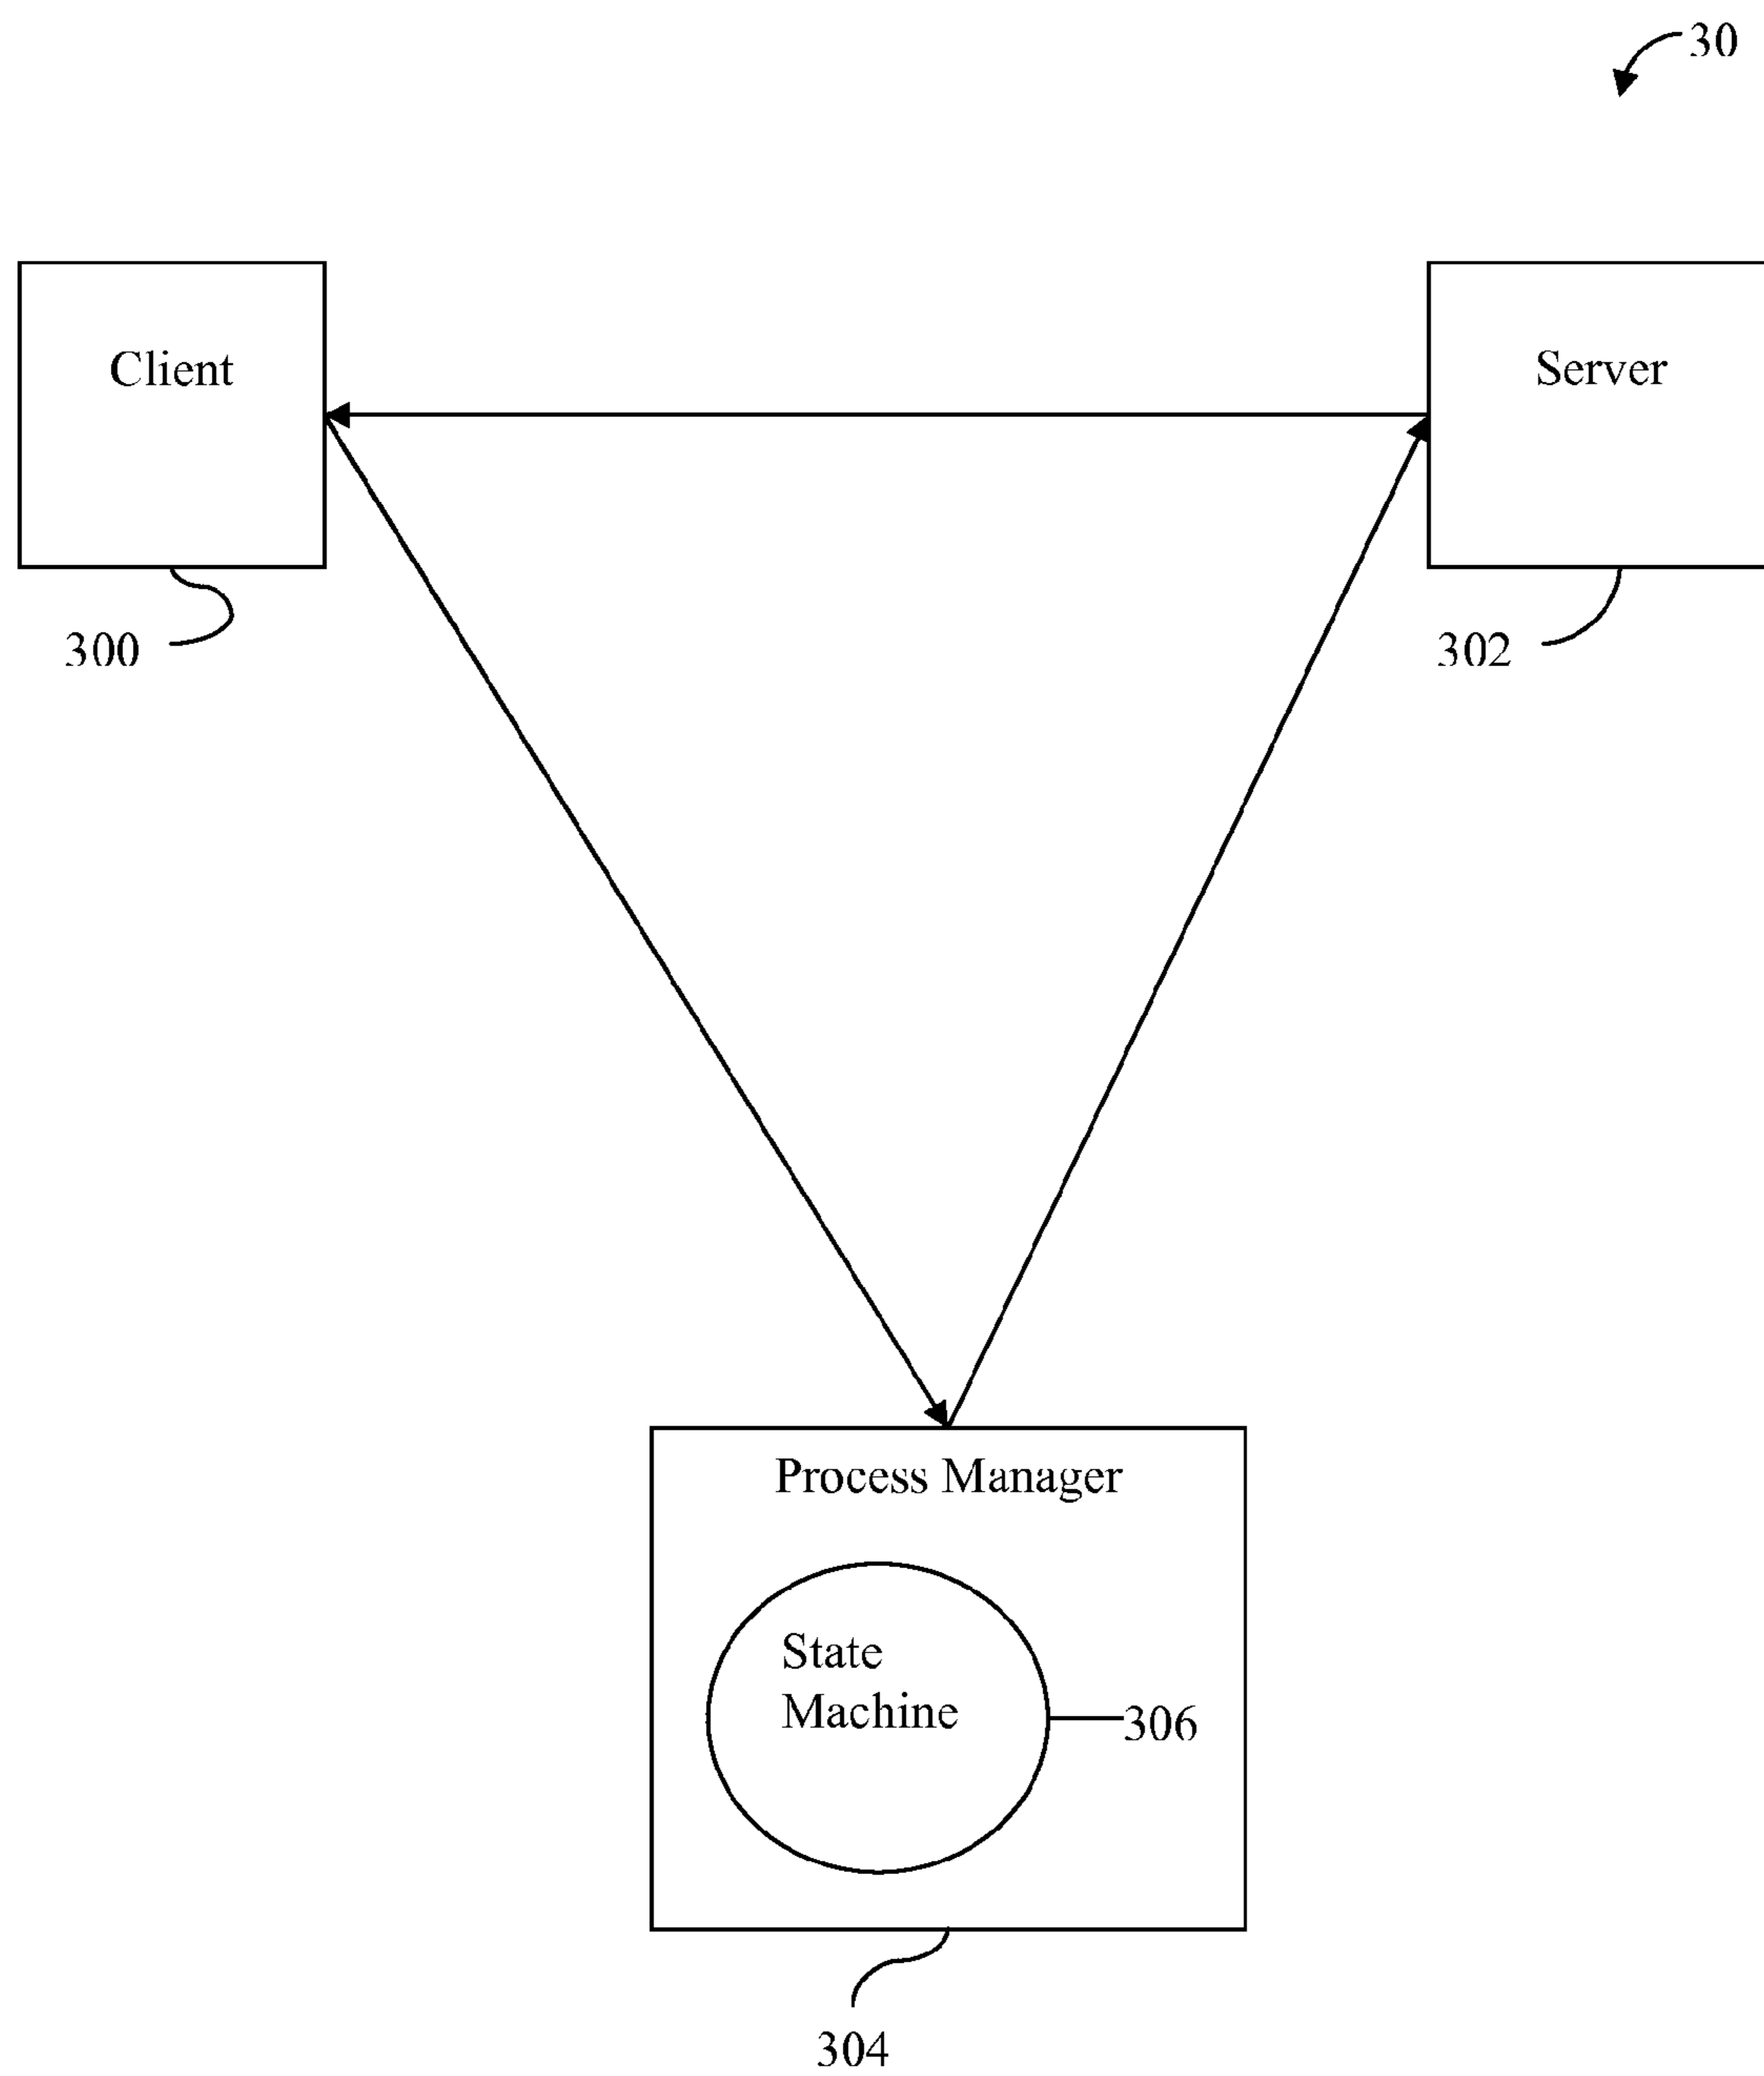 30
Client
Server
300
302
Process Manager
State
Machine
306
304